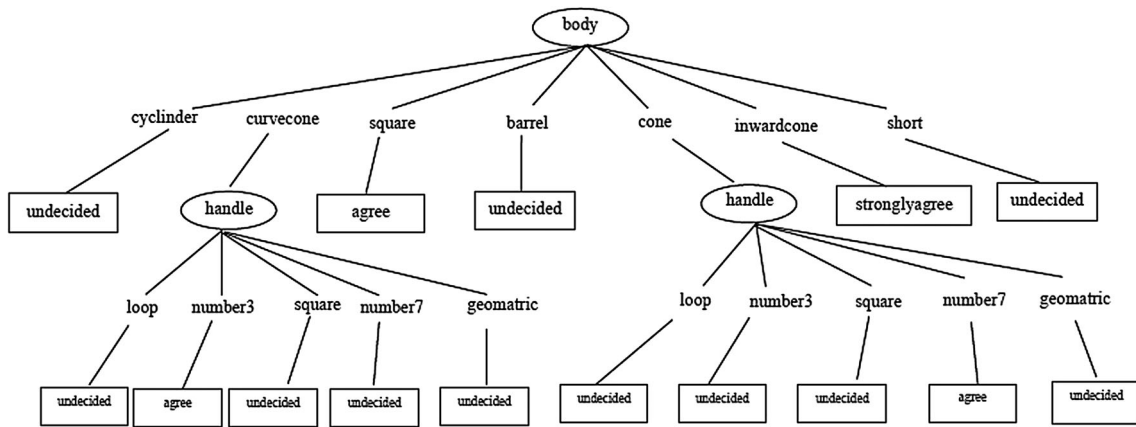 body
cyclinder curvecone square barrel cone inwardcone short
undecided handle agree undecided handle stronglyagree undecided
loop number3 square number7 geomatric loop number3 square number7 geomatric
undecided agree undecided undecided undecided undecided undecided undecided agree undecided